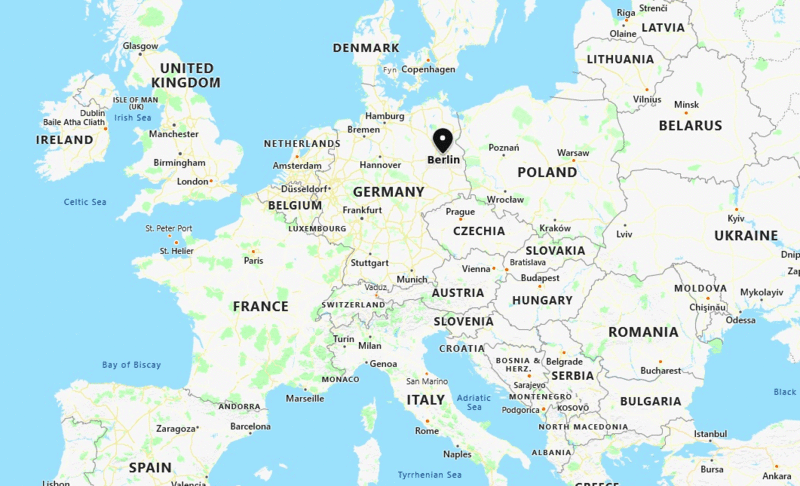 Riga
Strenči
LATVIA
Olaine
Glasgow
DENMARK
LITHUANIA
UNITED
KINGDOM
Fyn
Copenhagen
Vilnius
ISLE OF MAN
(UK)
Minsk
Dublin
Baile Átha Cliath
Irish Sea
Hamburg
BELARUS
Manchester
Bremen
IRELAND
NETHERLANDS
Poznań
Warsaw
Birmingham
Amsterdam
Hannover
Berlin
POLAND
London
Düsseldorf
GERMANY
Celtic Sea
BELGIUM
Wrocław
Frankfurt
Prague
Kyiv
St. Peter Port
LUXEMBOURG
CZECHIA
Kraków
Lviv
UKRAINE
St. Helier
SLOVAKIA
Paris
Stuttgart
Bratislava
Dnip
Vienna
Za
Munich
Budapest
Vaduz
MOLDOVA
AUSTRIA
Mykolayiv
FRANCE
SWITZERLAND
HUNGARY
Chișinău
SLOVENIA
Odessa
Turin
Milan
ROMANIA
CROATIA
Bay of Biscay
Genoa
BOSNIA &
HERZ.
Belgrade
Bucharest
MONACO
San Marino
Sarajevo
SERBIA
Black
Marseille
ITALY
Adriatic
Sea
MONTENEGRO
BULGARIA
ANDORRA
Podgorica
KOSOVO
Zaragoza
Barcelona
Rome
NORTH MACEDONIA
Istanbul
Naples
ALBANIA
SPAIN
Bursa
Tyrrhenian Sea
Ankara
Lisbon
Valencia
GREECE